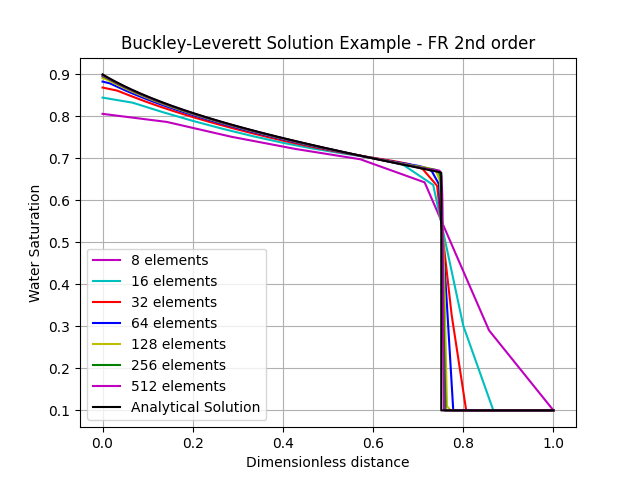 Buckley-Leverett Solution Example - FR 2nd order
Water Saturation
0.9
0.8
0.7
0.6
0.5
0.4
0.3
0.2
0.1
8 elements
16 elements
32 elements
64 elements
128 elements
256 elements
512 elements
Analytical Solution
0.0 0.2 0.4 0.6 0.8 1.0
Dimensionless distance